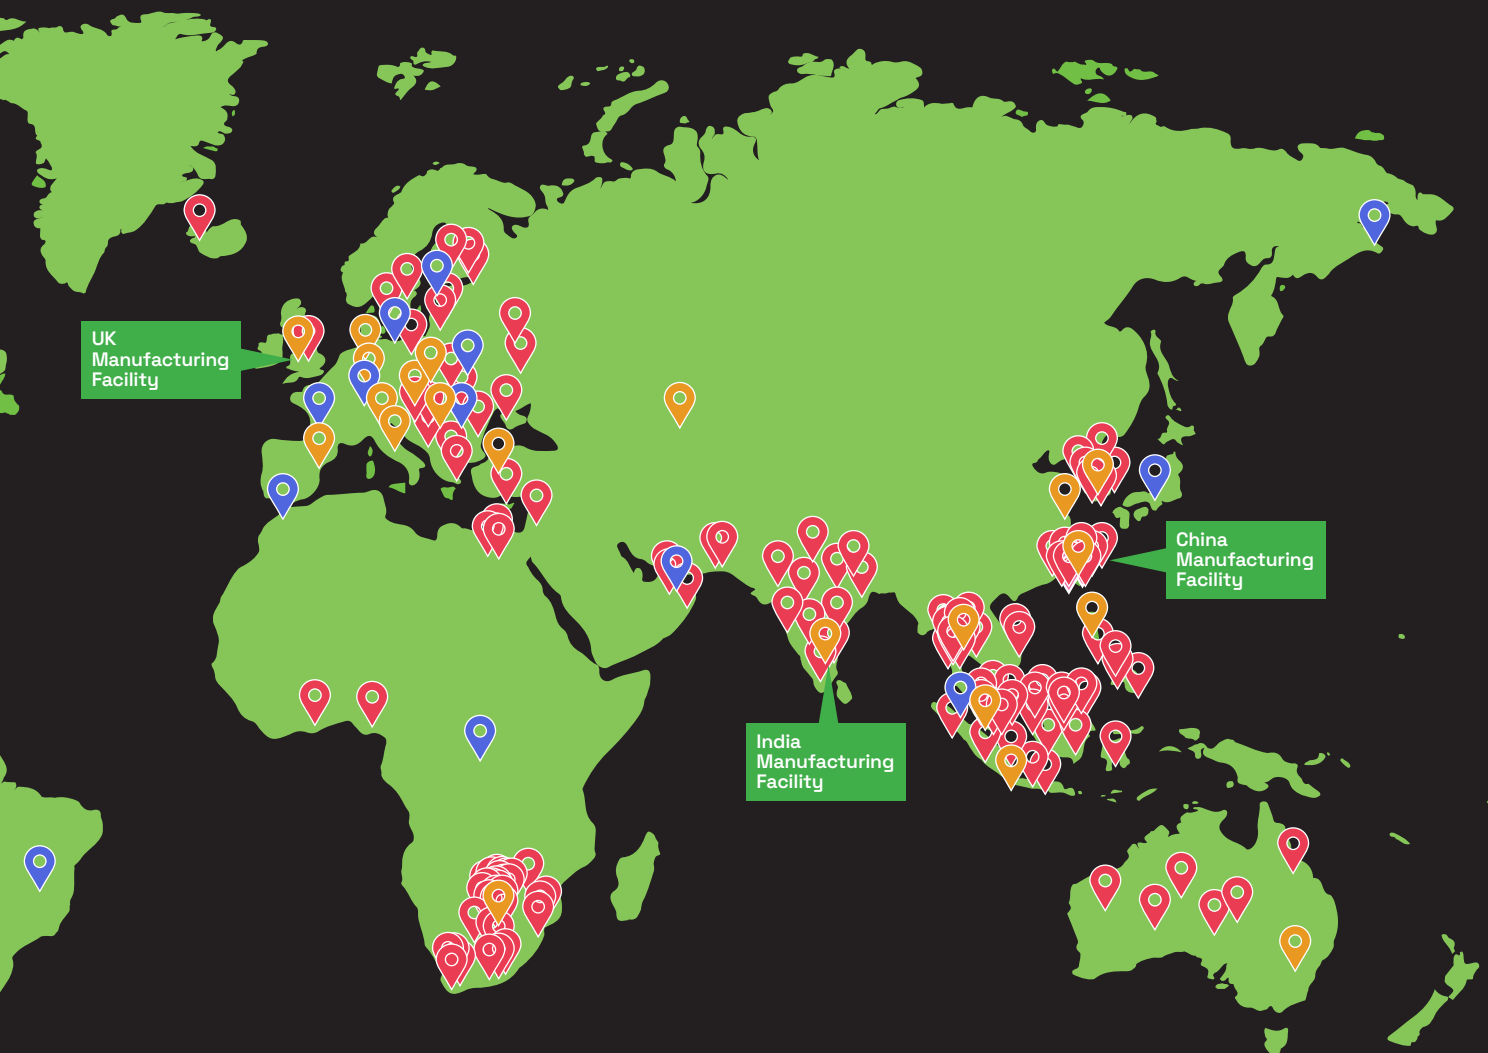 UK
Manufacturing
Facility
China
Manufacturing
Facility
India
Manufacturing
Facility